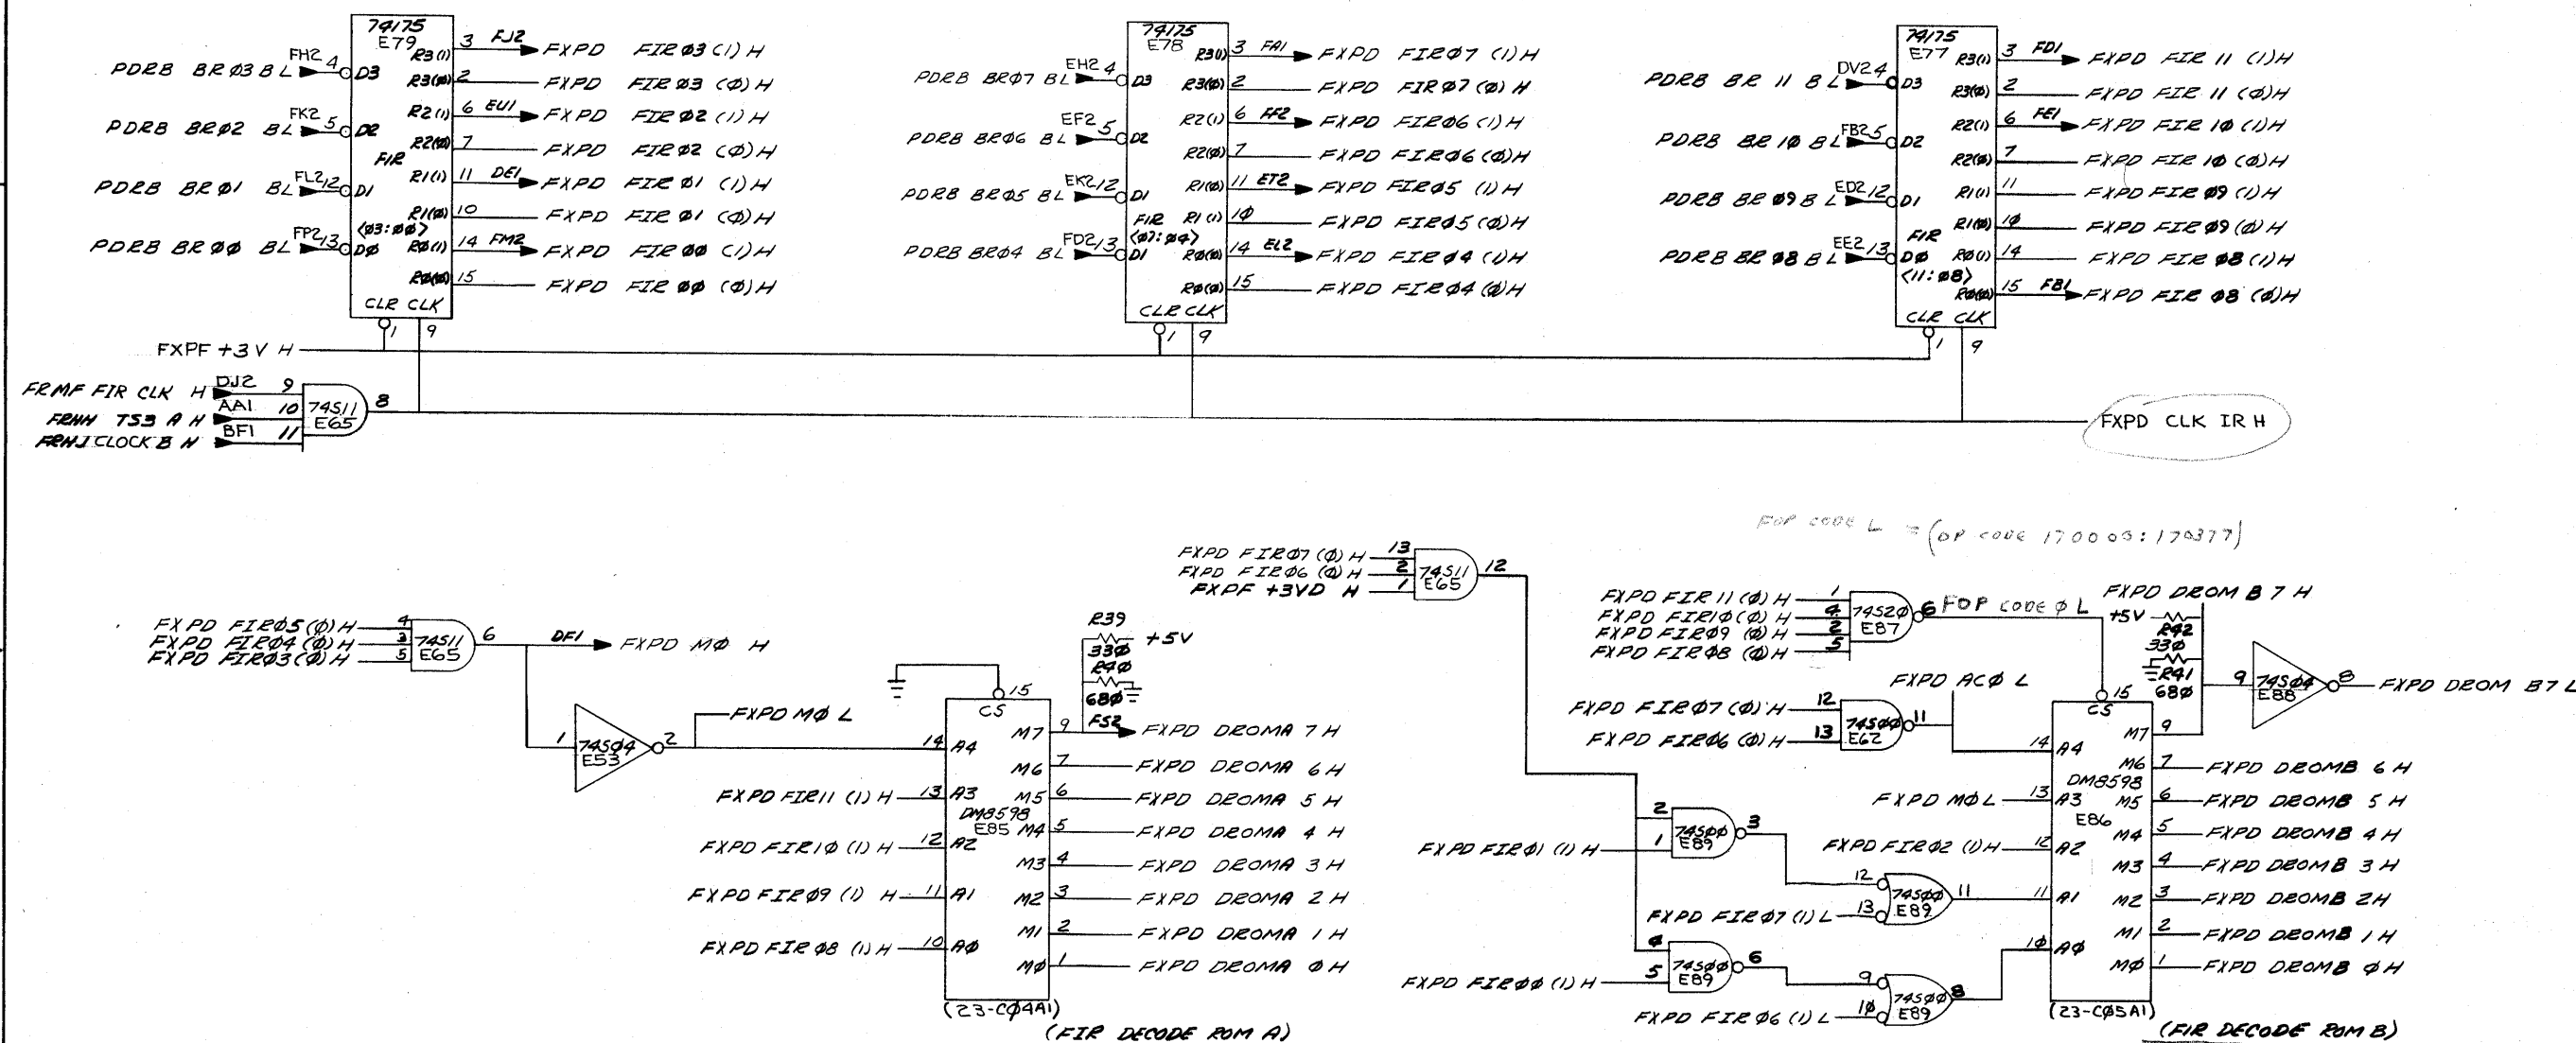 74175
E79
FH2 4
PDRB BR03 BL D3
FK2 5
PDRB BR02 BL D2
FIR
FL2 12
PDRB BR01 BL D1
<03:00>
FP2 13
PDRB BR00 BL D0
R3(1) 3 FJ2 FXPD FIR03 (1) H
R3(0) 2 FXPD FIR03 (0) H
R2(1) 6 EU1 FXPD FIR02 (1) H
R2(0) 7 FXPD FIR02 (0) H
R1(1) 11 DE1 FXPD FIR01 (1) H
R1(0) 10 FXPD FIR01 (0) H
R0(1) 14 FM2 FXPD FIR00 (1) H
R0(0) 15 FXPD FIR00 (0) H
CLR CLK
1 9
74175
E78
EH2 4
PDRB BR07 BL D3
EF2 5
PDRB BR06 BL D2
EK2 12
PDRB BR05 BL D1
FIR
<07:04>
FD2 13
PDRB BR04 BL D1
R3(1) 3 FA1 FXPD FIR07 (1) H
R3(0) 2 FXPD FIR07 (0) H
R2(1) 6 FF2 FXPD FIR06 (1) H
R2(0) 7 FXPD FIR06 (0) H
R1(0) 11 ET2 FXPD FIR05 (1) H
R1(1) 10 FXPD FIR05 (0) H
R0(0) 14 EL2 FXPD FIR04 (1) H
R0(0) 15 FXPD FIR04 (0) H
CLR CLK
1 9
74175
E77
DV2 4
PDRB BR 11 BL D3
FB2 5
PDRB BR 10 BL D2
ED2 12
PDRB BR 09 BL D1
FIR
EE2 13
PDRB BR 08 BL D0
<11:08>
R3(1) 3 FD1 FXPD FIR 11 (1) H
R3(0) 2 FXPD FIR 11 (0) H
R2(1) 6 FE1 FXPD FIR 10 (1) H
R2(0) 7 FXPD FIR 10 (0) H
R1(1) 11 FXPD FIR 09 (1) H
R1(0) 10 FXPD FIR 09 (0) H
R0(1) 14 FXPD FIR 08 (1) H
R0(0) 15 FB1 FXPD FIR 08 (0) H
CLR CLK
1 9
FXPF +3V H
FRMF FIR CLK H DJ2 9
FRHH TS3 A H AA1 10
FRHJ CLOCK B H BF1 11
74S11
E65
8
FXPD CLK IR H
FOP CODE L = (OP CODE 170000:170377)
FXPD FIR05 (0) H 4
FXPD FIR04 (0) H 3
FXPD FIR03 (0) H 5
74S11
E65
6 DF1 FXPD M0 H
1 74S04 2
E53
FXPD M0 L
14 A4
FXPD FIR11 (1) H 13 A3
FXPD FIR10 (1) H 12 A2
FXPD FIR09 (1) H 11 A1
FXPD FIR08 (1) H 10 A0
15
CS
DM8598
E85
R39
330
+5V
R40
680
M7 9 FS2 FXPD DROMA 7 H
M6 7 FXPD DROMA 6 H
M5 6 FXPD DROMA 5 H
M4 5 FXPD DROMA 4 H
M3 4 FXPD DROMA 3 H
M2 3 FXPD DROMA 2 H
M1 2 FXPD DROMA 1 H
M0 1 FXPD DROMA 0 H
(23-C04A1)
(FIR DECODE ROM A)
FXPD FIR07 (0) H 13
FXPD FIR06 (0) H 2
FXPF +3VD H 1
74S11
E65
12
FXPD FIR11 (0) H 1
FXPD FIR10 (0) H 4
FXPD FIR09 (0) H 2
FXPD FIR08 (0) H 5
74S20
E87
6 FOP CODE 0 L
FXPD FIR07 (0) H 12
FXPD FIR06 (0) H 13
74S00
E62
11
FXPD AC0 L
14 A4
FXPD M0 L 13 A3
FXPD FIR02 (1) H 12 A2
11 A1
10 A0
2
FXPD FIR01 (1) H 1
74S00
E89
3
12
FXPD FIR07 (1) L 13
74S00
E89
11
4
FXPD FIR00 (1) H 5
74S00
E89
6
9
FXPD FIR06 (1) L 10
74S00
E89
8
15
CS
DM8598
E86
FXPD DROM B 7 H
+5V
R42
330
R41
680
9 74S04 8
E88
FXPD DROM B7 L
M7 9
M6 7 FXPD DROMB 6 H
M5 6 FXPD DROMB 5 H
M4 5 FXPD DROMB 4 H
M3 4 FXPD DROMB 3 H
M2 3 FXPD DROMB 2 H
M1 2 FXPD DROMB 1 H
M0 1 FXPD DROMB 0 H
(23-C05A1)
(FIR DECODE ROM B)